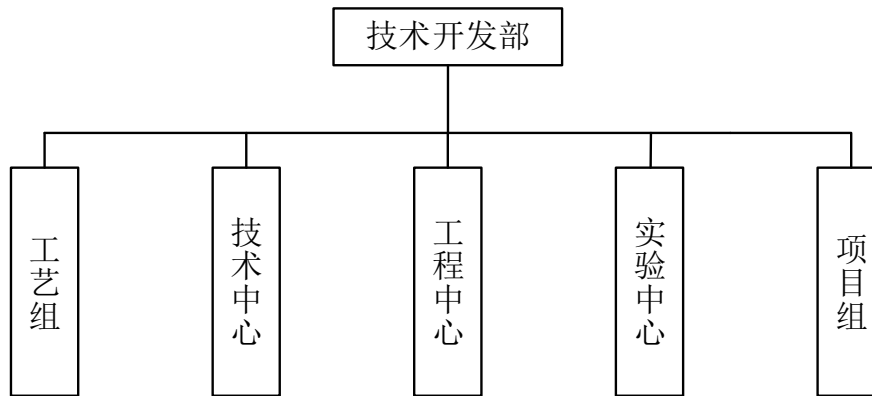 技术开发部
工艺组
技术中心
工程中心
实验中心
项目组